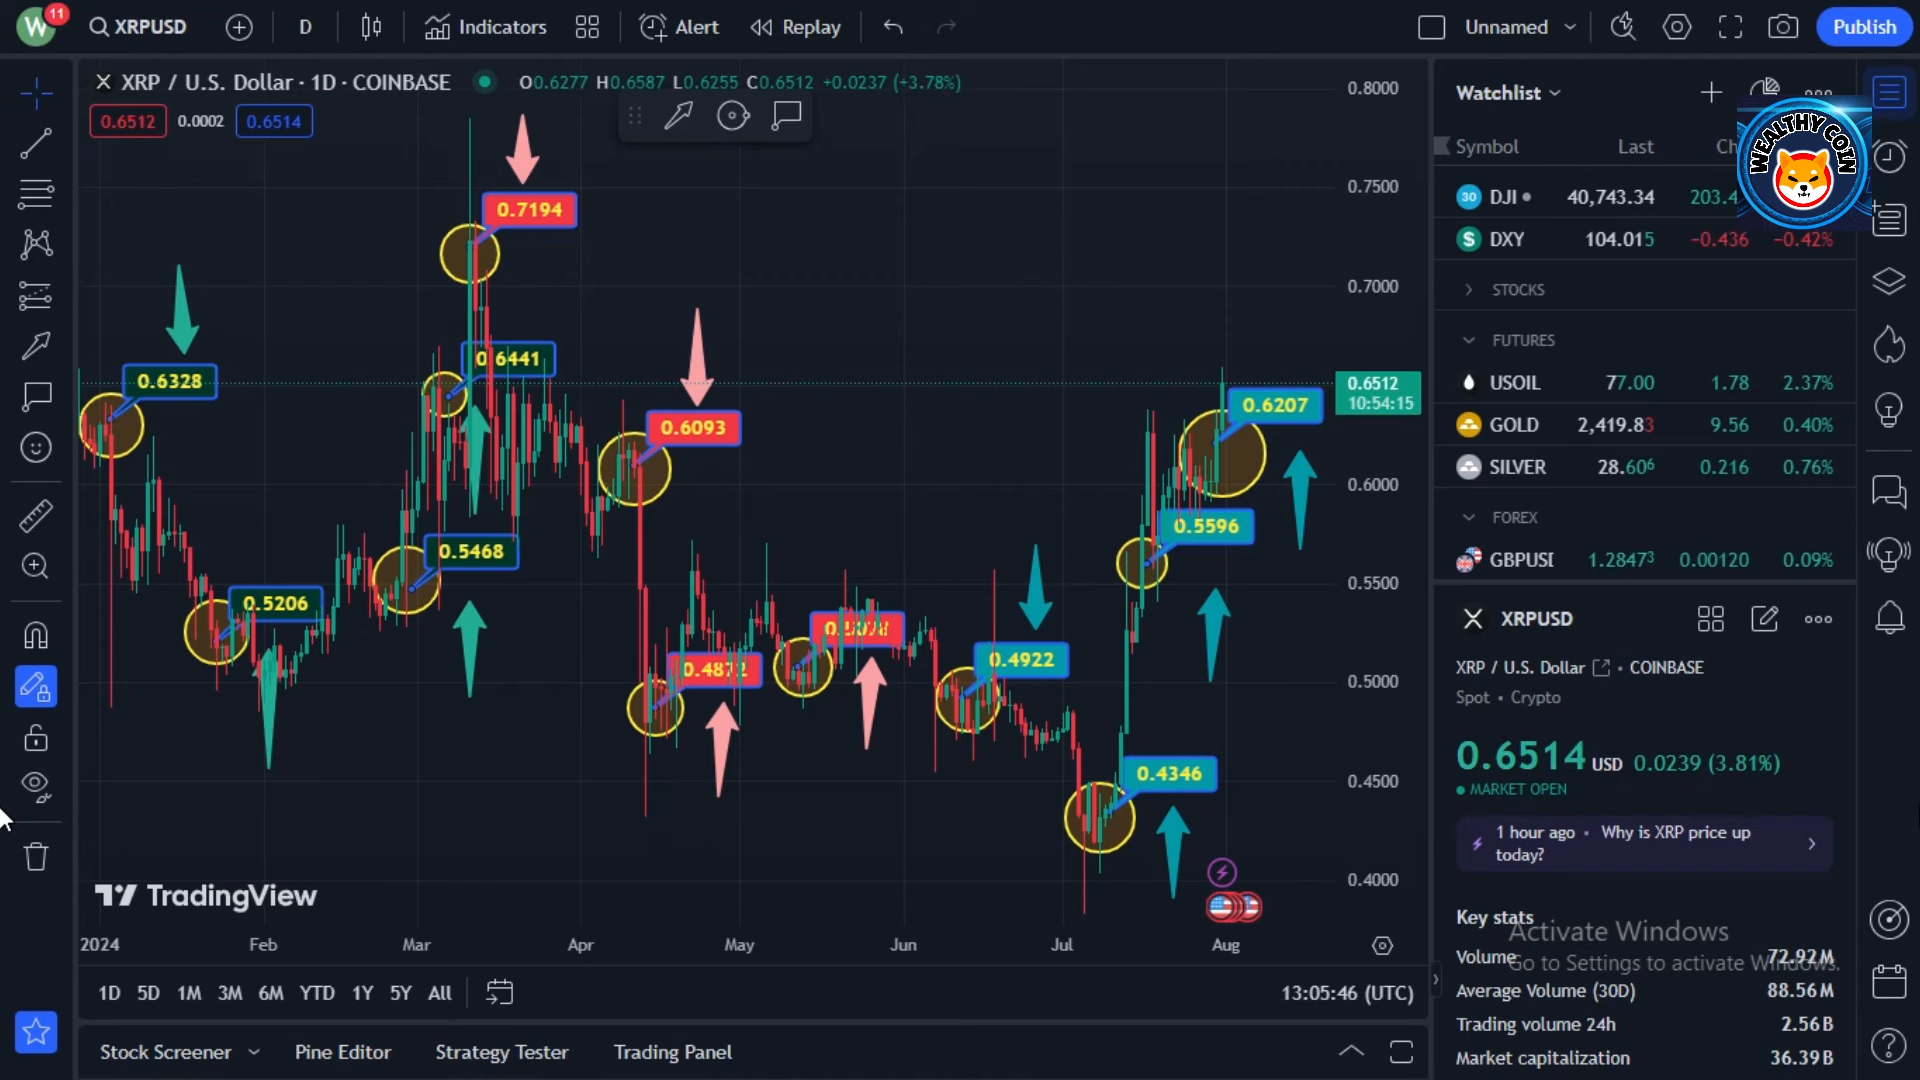 W
11
XRPUSD
D
Indicators
Alert
Replay
Unnamed
Publish
XRP / U.S. Dollar · 1D · COINBASE
O0.6277 H0.6587 L0.6255 C0.6512 +0.0237 (+3.78%)
0.6512
0.0002
0.6514
0.8000
0.7500
0.7000
0.6512
10:54:15
0.6000
0.5500
0.5000
0.4500
0.4000
0.7194
0.6328
0.6441
0.6093
0.6207
0.5468
0.5596
0.5206
0.4872
0.4922
0.4346
TradingView
2024
Feb
Mar
Apr
May
Jun
Jul
Aug
1D 5D 1M 3M 6M YTD 1Y 5Y All
13:05:46 (UTC)
Stock Screener
Pine Editor
Strategy Tester
Trading Panel
Watchlist
WEALTHY COIN
Symbol
Last
30
DJI
40,743.34
203.4
$
DXY
104.015
−0.436
−0.42%
STOCKS
FUTURES
USOIL
77.00
1.78
2.37%
GOLD
2,419.83
9.56
0.40%
SILVER
28.606
0.216
0.76%
FOREX
GBPUSD
1.28473
0.00120
0.09%
XRPUSD
XRP / U.S. Dollar · COINBASE
Spot · Crypto
0.6514 USD 0.0239 (3.81%)
MARKET OPEN
1 hour ago · Why is XRP price up
today?
Key stats
Activate Windows
Go to Settings to activate Windows.
Volume
72.92M
Average Volume (30D)
88.56M
Trading volume 24h
2.56B
Market capitalization
36.39B